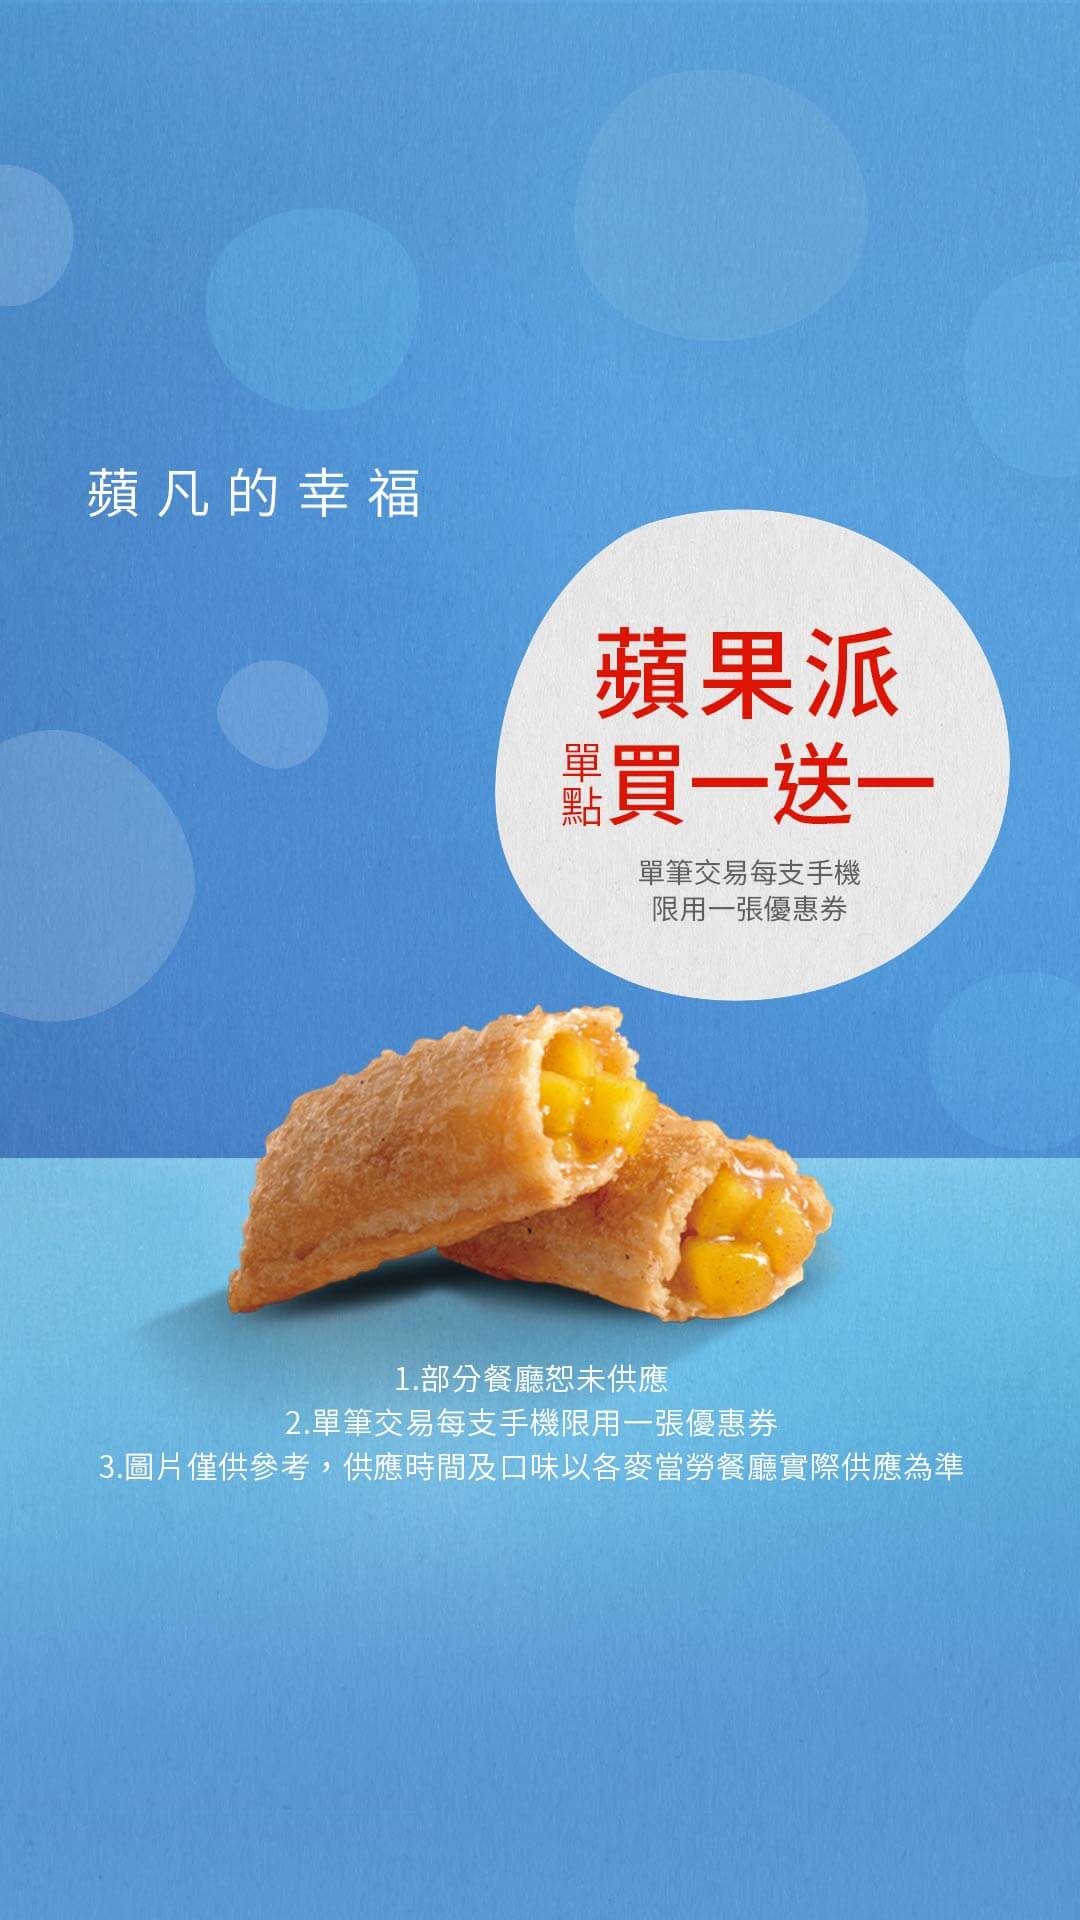 蘋凡的幸福
蘋果派
單點買一送一
單筆交易每支手機
限用一張優惠券
1.部分餐廳恕未供應
2.單筆交易每支手機限用一張優惠券
3.圖片僅供參考，供應時間及口味以各麥當勞餐廳實際供應為準